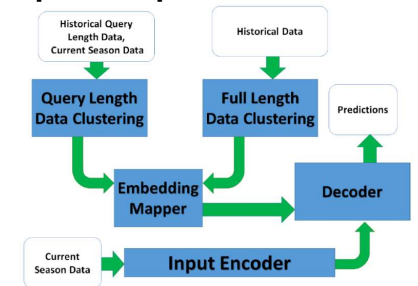 Historical Query
Length Data,
Current Season Data
Historical Data
Query Length
Data Clustering
Full Length
Data Clustering
Predictions
Embedding
Mapper
Decoder
Current
Season Data
Input Encoder